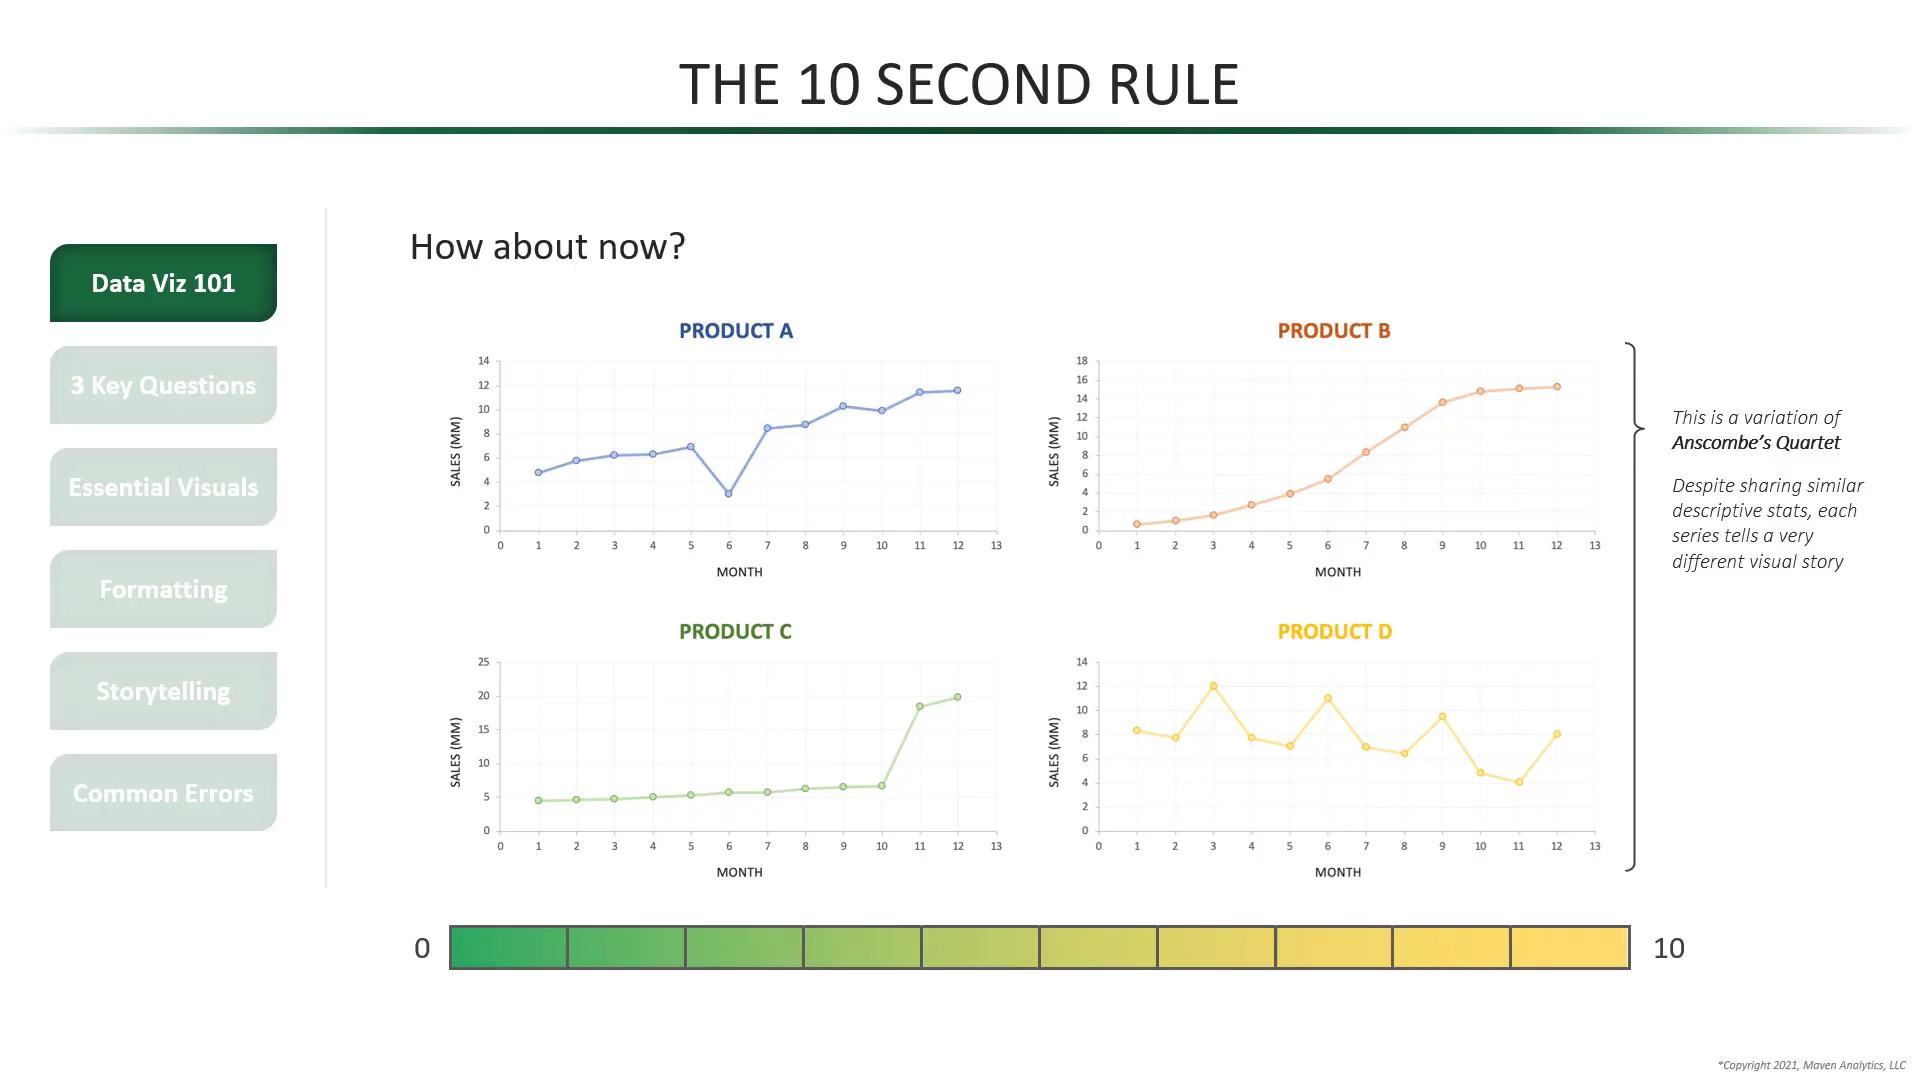 THE 10 SECOND RULE
Data Viz 101
3 Key Questions
Essential Visuals
Formatting
Storytelling
Common Errors
How about now?
PRODUCT A
SALES (MM)
14
12
10
8
6
4
2
0
0 1 2 3 4 5 6 7 8 9 10 11 12 13
MONTH
PRODUCT B
SALES (MM)
18
16
14
12
10
8
6
4
2
0
0 1 2 3 4 5 6 7 8 9 10 11 12 13
MONTH
PRODUCT C
SALES (MM)
25
20
15
10
5
0
0 1 2 3 4 5 6 7 8 9 10 11 12 13
MONTH
PRODUCT D
SALES (MM)
14
12
10
8
6
4
2
0
0 1 2 3 4 5 6 7 8 9 10 11 12 13
MONTH
This is a variation of
Anscombe's Quartet
Despite sharing similar
descriptive stats, each
series tells a very
different visual story
0 10
*Copyright 2021, Maven Analytics, LLC